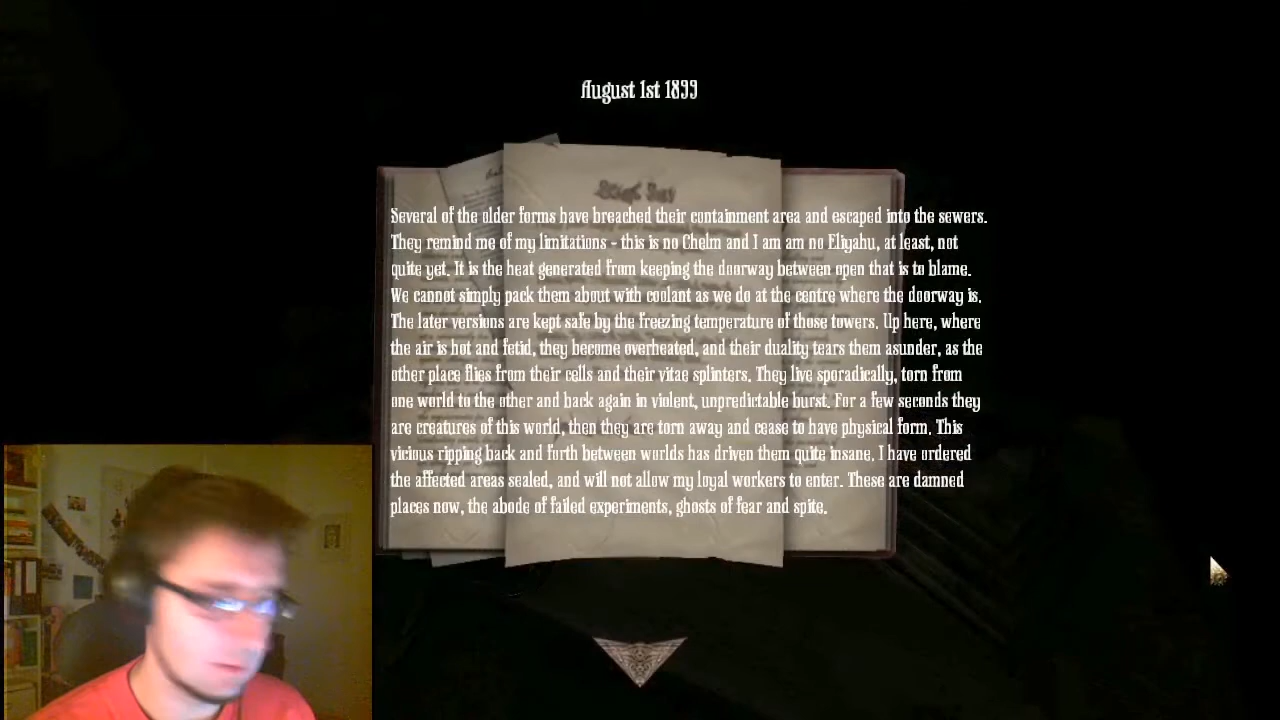 August 1st 1899
Several of the older forms have breached their containment area and escaped into the sewers.
They remind me of my limitations - this is no Chelm and I am am no Eliyahu, at least, not
quite yet. It is the heat generated from keeping the doorway between open that is to blame.
We cannot simply pack them about with coolant as we do at the centre where the doorway is.
The later versions are kept safe by the freezing temperature of those towers. Up here, where
the air is hot and fetid, they become overheated, and their duality tears them asunder, as the
other place flies from their cells and their vitae splinters. They live sporadically, torn from
one world to the other and back again in violent, unpredictable burst. For a few seconds they
are creatures of this world, then they are torn away and cease to have physical form. This
vicious ripping back and forth between worlds has driven them quite insane. I have ordered
the affected areas sealed, and will not allow my loyal workers to enter. These are damned
places now, the abode of failed experiments, ghosts of fear and spite.